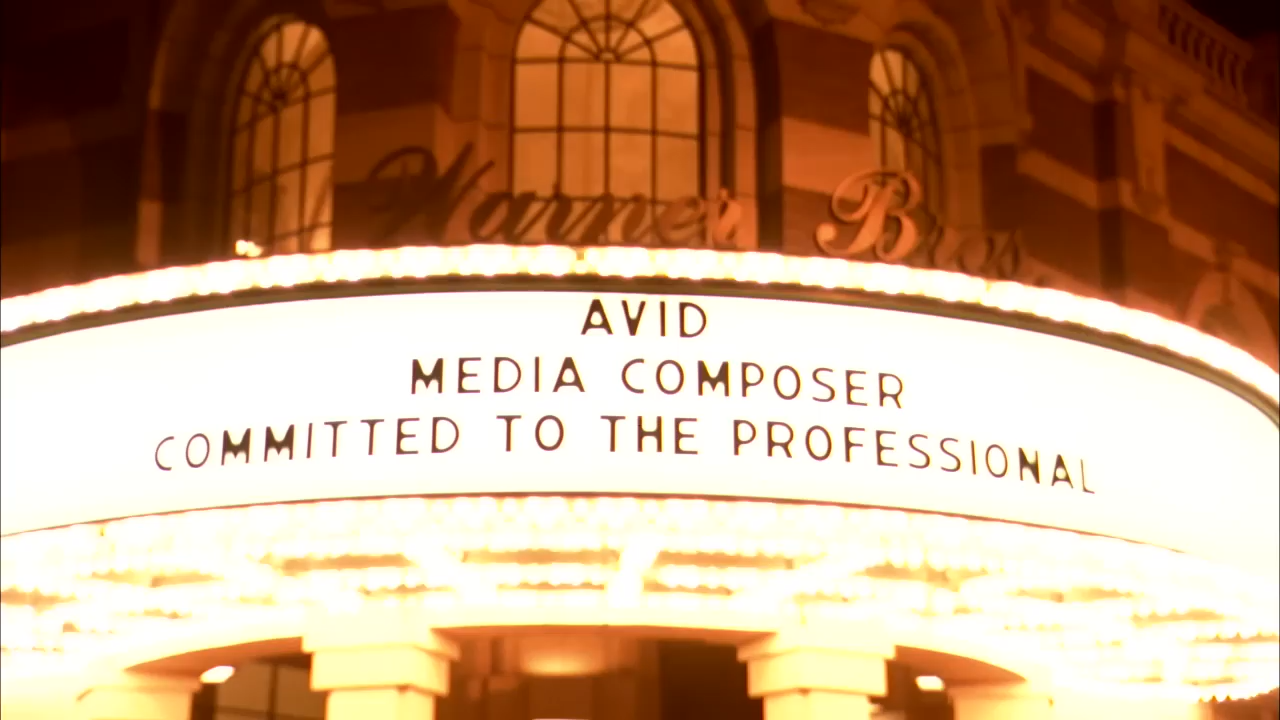 Warner Bros.
AVID
MEDIA COMPOSER
COMMITTED TO THE PROFESSIONAL